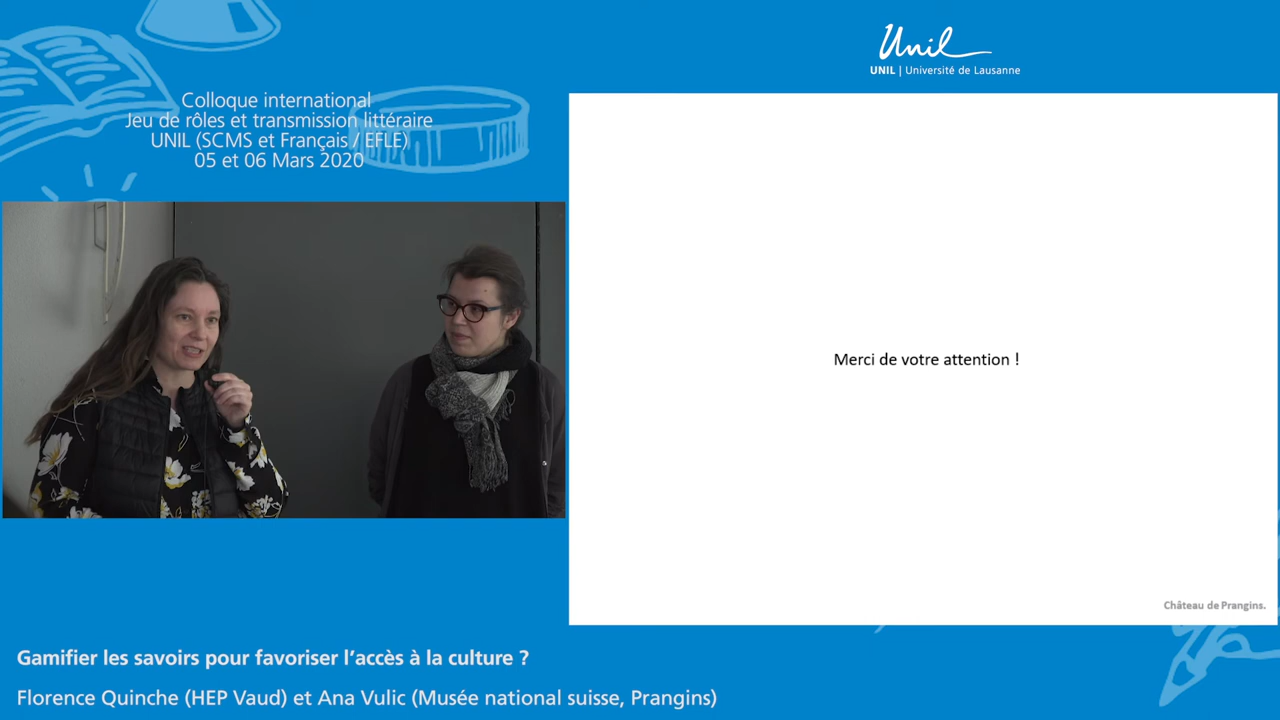 Unil
UNIL | Université de Lausanne
Colloque international
Jeu de rôles et transmission littéraire
UNIL (SCMS et Français / EFLE)
05 et 06 Mars 2020
Merci de votre attention !
Château de Prangins.
Gamifier les savoirs pour favoriser l’accès à la culture ?
Florence Quinche (HEP Vaud) et Ana Vulic (Musée national suisse, Prangins)